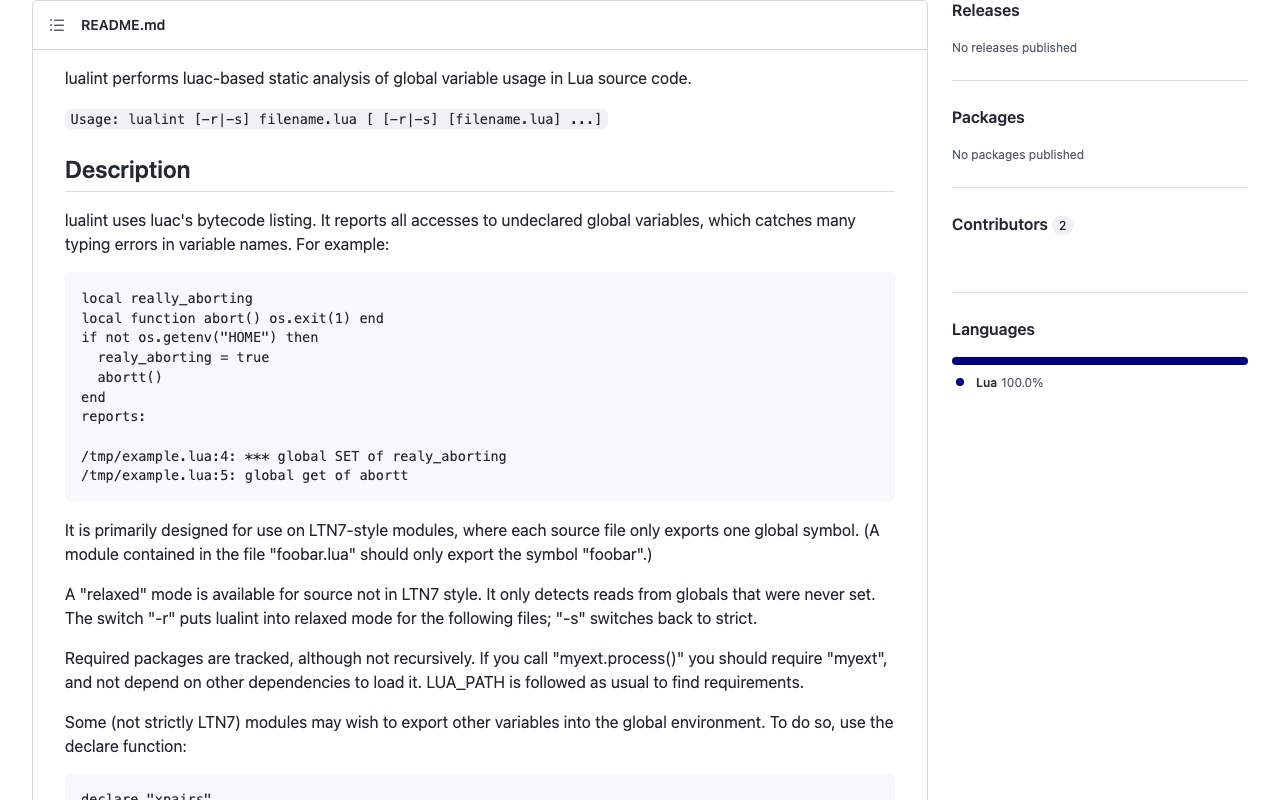 README.md
lualint performs luac-based static analysis of global variable usage in Lua source code.
Usage: lualint [-r|-s] filename.lua [ [-r|-s] [filename.lua] ...]
Description
lualint uses luac's bytecode listing. It reports all accesses to undeclared global variables, which catches many
typing errors in variable names. For example:
local really_aborting
local function abort() os.exit(1) end
if not os.getenv("HOME") then
  realy_aborting = true
  abortt()
end
reports:
/tmp/example.lua:4: *** global SET of realy_aborting
/tmp/example.lua:5: global get of abortt
It is primarily designed for use on LTN7-style modules, where each source file only exports one global symbol. (A
module contained in the file "foobar.lua" should only export the symbol "foobar".)
A "relaxed" mode is available for source not in LTN7 style. It only detects reads from globals that were never set.
The switch "-r" puts lualint into relaxed mode for the following files; "-s" switches back to strict.
Required packages are tracked, although not recursively. If you call "myext.process()" you should require "myext",
and not depend on other dependencies to load it. LUA_PATH is followed as usual to find requirements.
Some (not strictly LTN7) modules may wish to export other variables into the global environment. To do so, use the
declare function:
declare "xpairs"
Releases
No releases published
Packages
No packages published
Contributors 2
Languages
Lua 100.0%